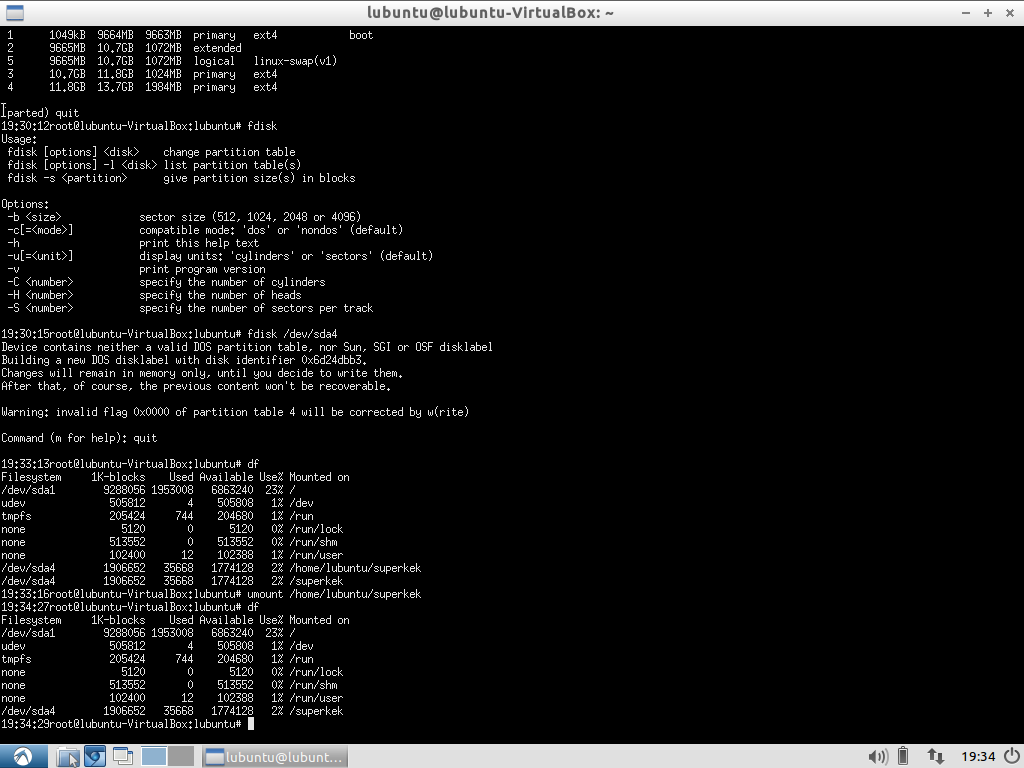 lubuntu@lubuntu-VirtualBox: ~
1 1049kB 9664MB 9663MB primary ext4 boot
2 9665MB 10.7GB 1072MB extended
5 9665MB 10.7GB 1072MB logical linux-swap(v1)
3 10.7GB 11.8GB 1024MB primary ext4
4 11.8GB 13.7GB 1984MB primary ext4
(parted) quit
19:30:12root@lubuntu-VirtualBox:lubuntu# fdisk
Usage:
fdisk [options] <disk> change partition table
fdisk [options] -l <disk> list partition table(s)
fdisk -s <partition> give partition size(s) in blocks
Options:
-b <size> sector size (512, 1024, 2048 or 4096)
-c[=<mode>] compatible mode: 'dos' or 'nondos' (default)
-h print this help text
-u[=<unit>] display units: 'cylinders' or 'sectors' (default)
-v print program version
-C <number> specify the number of cylinders
-H <number> specify the number of heads
-S <number> specify the number of sectors per track
19:30:15root@lubuntu-VirtualBox:lubuntu# fdisk /dev/sda4
Device contains neither a valid DOS partition table, nor Sun, SGI or OSF disklabel
Building a new DOS disklabel with disk identifier 0x6d24dbb3.
Changes will remain in memory only, until you decide to write them.
After that, of course, the previous content won't be recoverable.
Warning: invalid flag 0x0000 of partition table 4 will be corrected by w(rite)
Command (m for help): quit
19:33:13root@lubuntu-VirtualBox:lubuntu# df
Filesystem 1K-blocks Used Available Use% Mounted on
/dev/sda1 9288056 1953008 6863240 23% /
udev 505812 4 505808 1% /dev
tmpfs 205424 744 204680 1% /run
none 5120 0 5120 0% /run/lock
none 513552 0 513552 0% /run/shm
none 102400 12 102388 1% /run/user
/dev/sda4 1906652 35668 1774128 2% /home/lubuntu/superkek
/dev/sda4 1906652 35668 1774128 2% /superkek
19:33:16root@lubuntu-VirtualBox:lubuntu# umount /home/lubuntu/superkek
19:34:27root@lubuntu-VirtualBox:lubuntu# df
Filesystem 1K-blocks Used Available Use% Mounted on
/dev/sda1 9288056 1953008 6863240 23% /
udev 505812 4 505808 1% /dev
tmpfs 205424 744 204680 1% /run
none 5120 0 5120 0% /run/lock
none 513552 0 513552 0% /run/shm
none 102400 12 102388 1% /run/user
/dev/sda4 1906652 35668 1774128 2% /superkek
19:34:29root@lubuntu-VirtualBox:lubuntu#
lubuntu@lubunt... 19:34